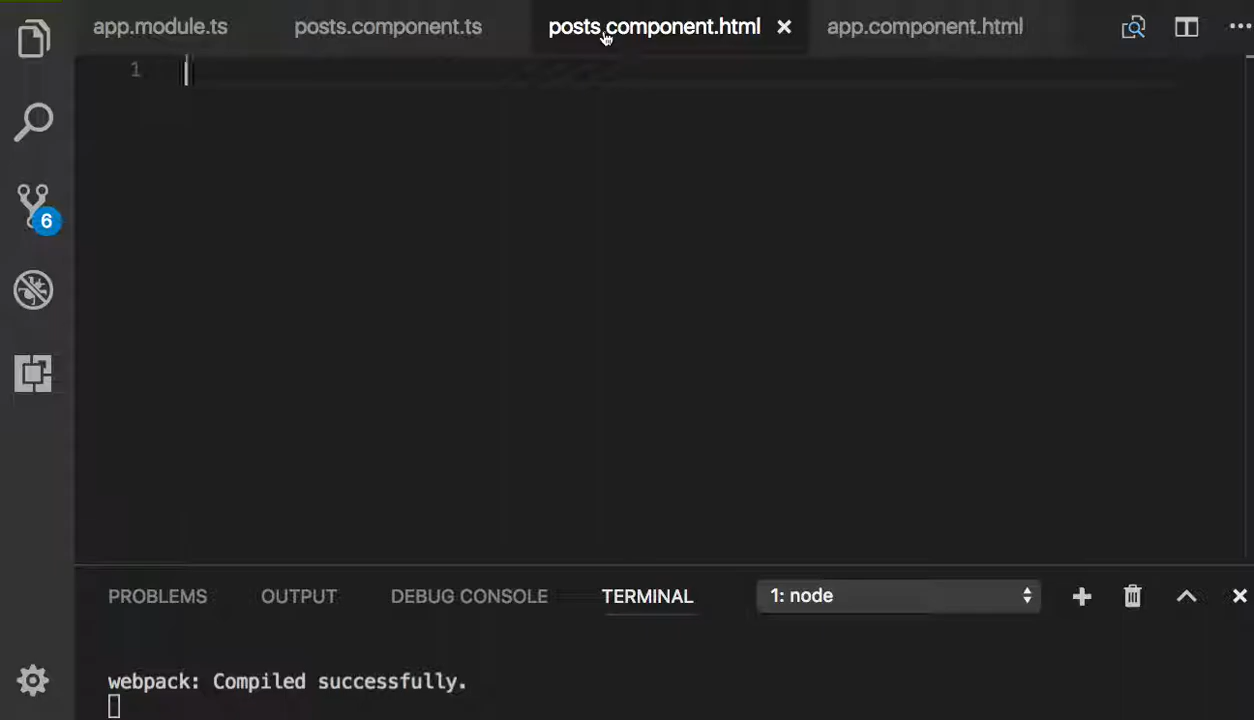 app.module.ts posts.component.ts posts.component.html app.component.html
1
6
PROBLEMS OUTPUT DEBUG CONSOLE TERMINAL 1: node
webpack: Compiled successfully.